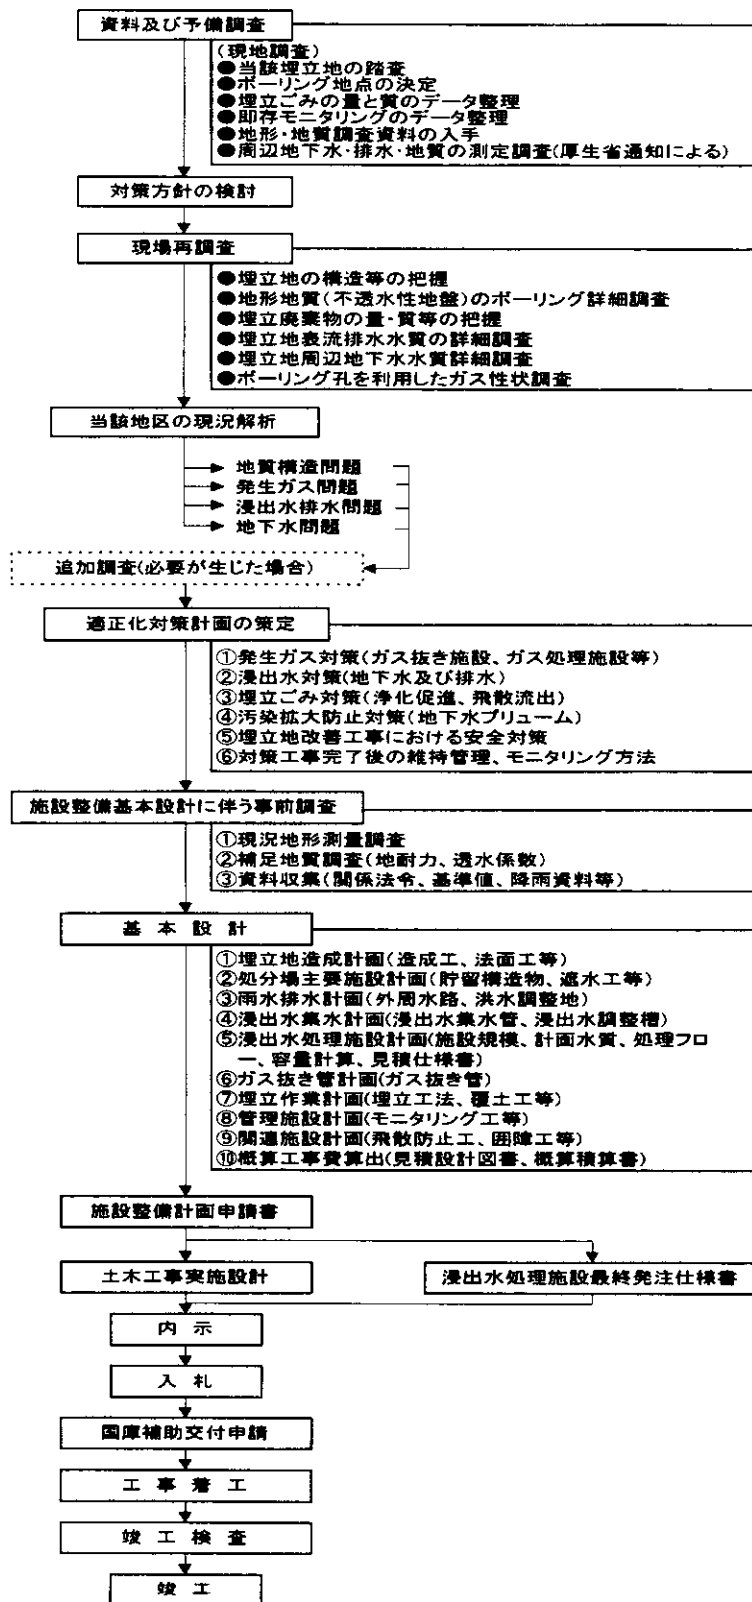 資料及び予備調査
(現地調査)
●当該埋立地の踏査
●ボーリング地点の決定
●埋立ごみの量と質のデータ整理
●即存モニタリングのデータ整理
●地形・地質調査資料の入手
●周辺地下水・排水・地質の測定調査(厚生省通知による)
対策方針の検討
現場再調査
●埋立地の構造等の把握
●地形地質(不透水性地盤)のボーリング詳細調査
●埋立廃棄物の量・質等の把握
●埋立地表流排水水質の詳細調査
●埋立地周辺地下水水質詳細調査
●ボーリング孔を利用したガス性状調査
当該地区の現況解析
地質構造問題
発生ガス問題
浸出水排水問題
地下水問題
追加調査(必要が生じた場合)
適正化対策計画の策定
①発生ガス対策(ガス抜き施設、ガス処理施設等)
②浸出水対策(地下水及び排水)
③埋立ごみ対策(浄化促進、飛散流出)
④汚染拡大防止対策(地下水プリューム)
⑤埋立地改善工事における安全対策
⑥対策工事完了後の維持管理、モニタリング方法
施設整備基本設計に伴う事前調査
①現況地形測量調査
②補足地質調査(地耐力、透水係数)
③資料収集(関係法令、基準値、降雨資料等)
基本設計
①埋立地造成計画(造成工、法面工等)
②処分場主要施設計画(貯留構造物、遮水工等)
③雨水排水計画(外周水路、洪水調整地)
④浸出水集水計画(浸出水集水管、浸出水調整槽)
⑤浸出水処理施設計画(施設規模、計画水質、処理フロ
ー、容量計算、見積仕様書)
⑥ガス抜き管計画(ガス抜き管)
⑦埋立作業計画(埋立工法、覆土工等)
⑧管理施設計画(モニタリング工等)
⑨関連施設計画(飛散防止工、囲障工等)
⑩概算工事費算出(見積設計図書、概算積算書)
施設整備計画申請書
土木工事実施設計
浸出水処理施設最終発注仕様書
内示
入札
国庫補助交付申請
工事着工
竣工検査
竣工